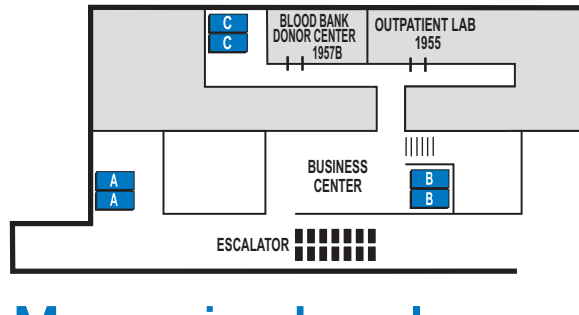 C
C
BLOOD BANK
DONOR CENTER
1957B
OUTPATIENT LAB
1955
A
A
BUSINESS
CENTER
B
B
ESCALATOR